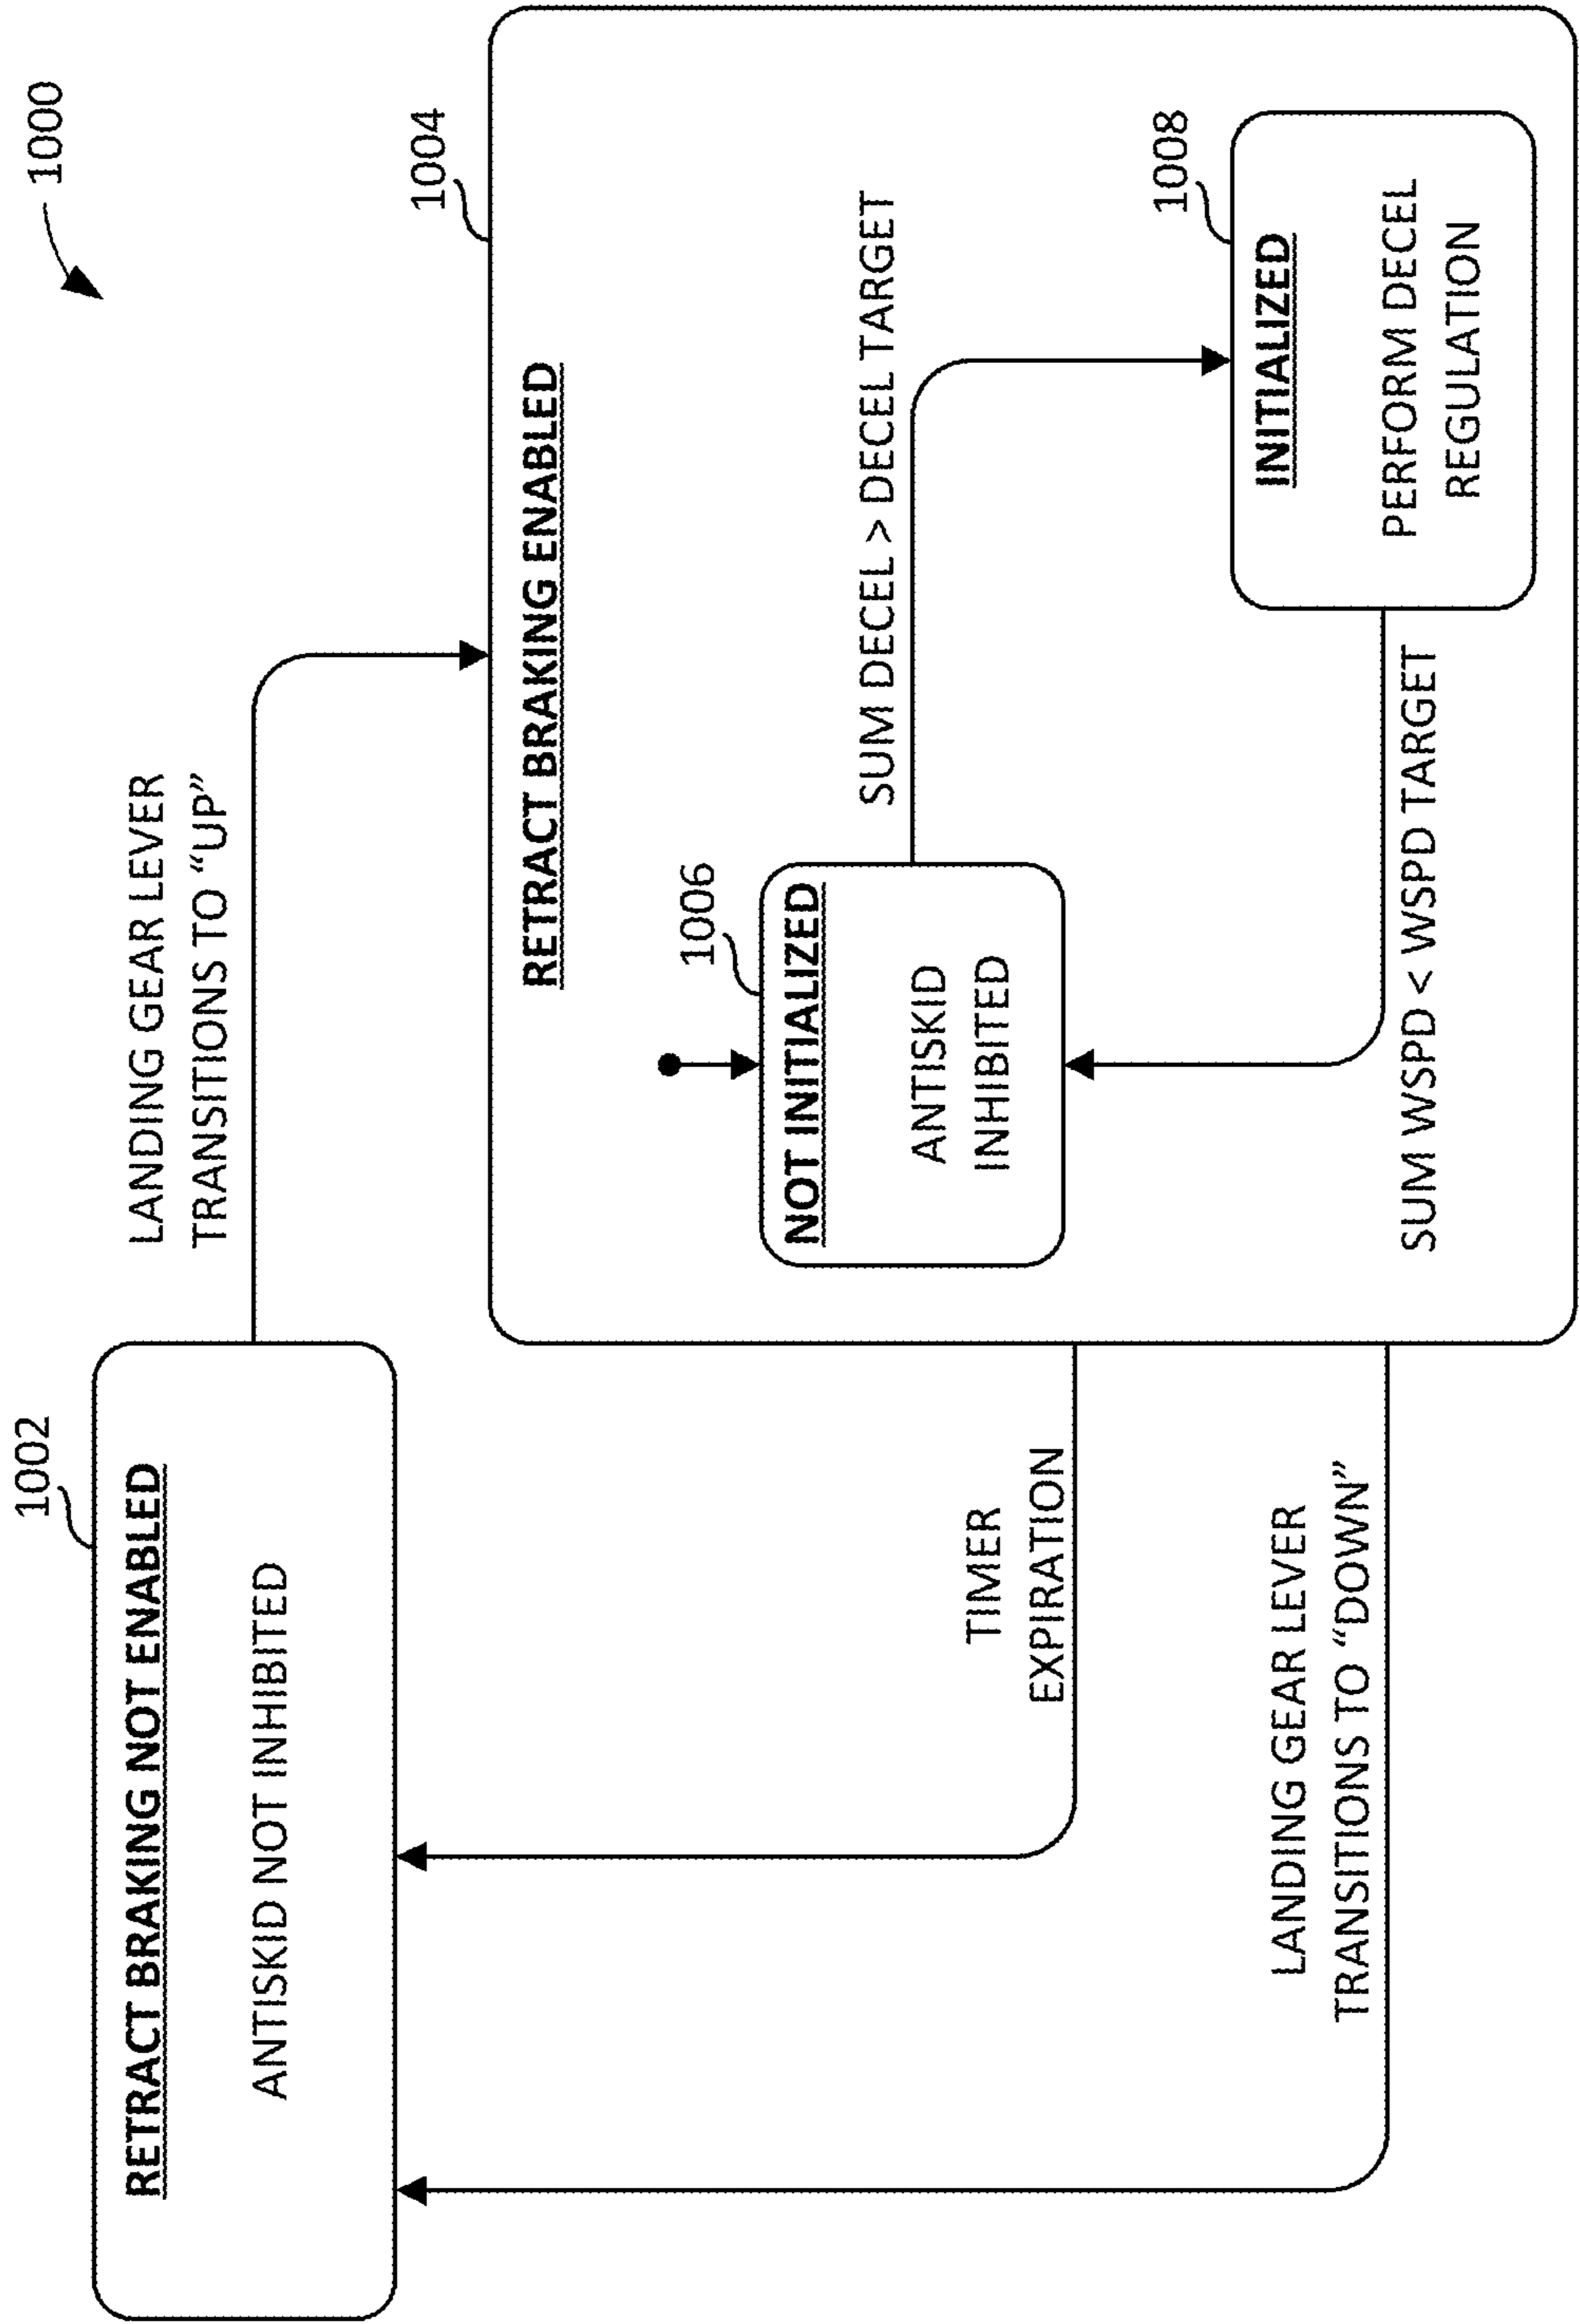 1000
1002
RETRACT BRAKING NOT ENABLED
ANTISKID NOT INHIBITED
LANDING GEAR LEVER
TRANSITIONS TO “UP”
1004
RETRACT BRAKING ENABLED
1006
NOT INITIALIZED
ANTISKID
INHIBITED
SUM DECEL > DECEL TARGET
1008
INITIALIZED
PERFORM DECEL
REGULATION
SUM WSPD < WSPD TARGET
TIMER
EXPIRATION
LANDING GEAR LEVER
TRANSITIONS TO “DOWN”